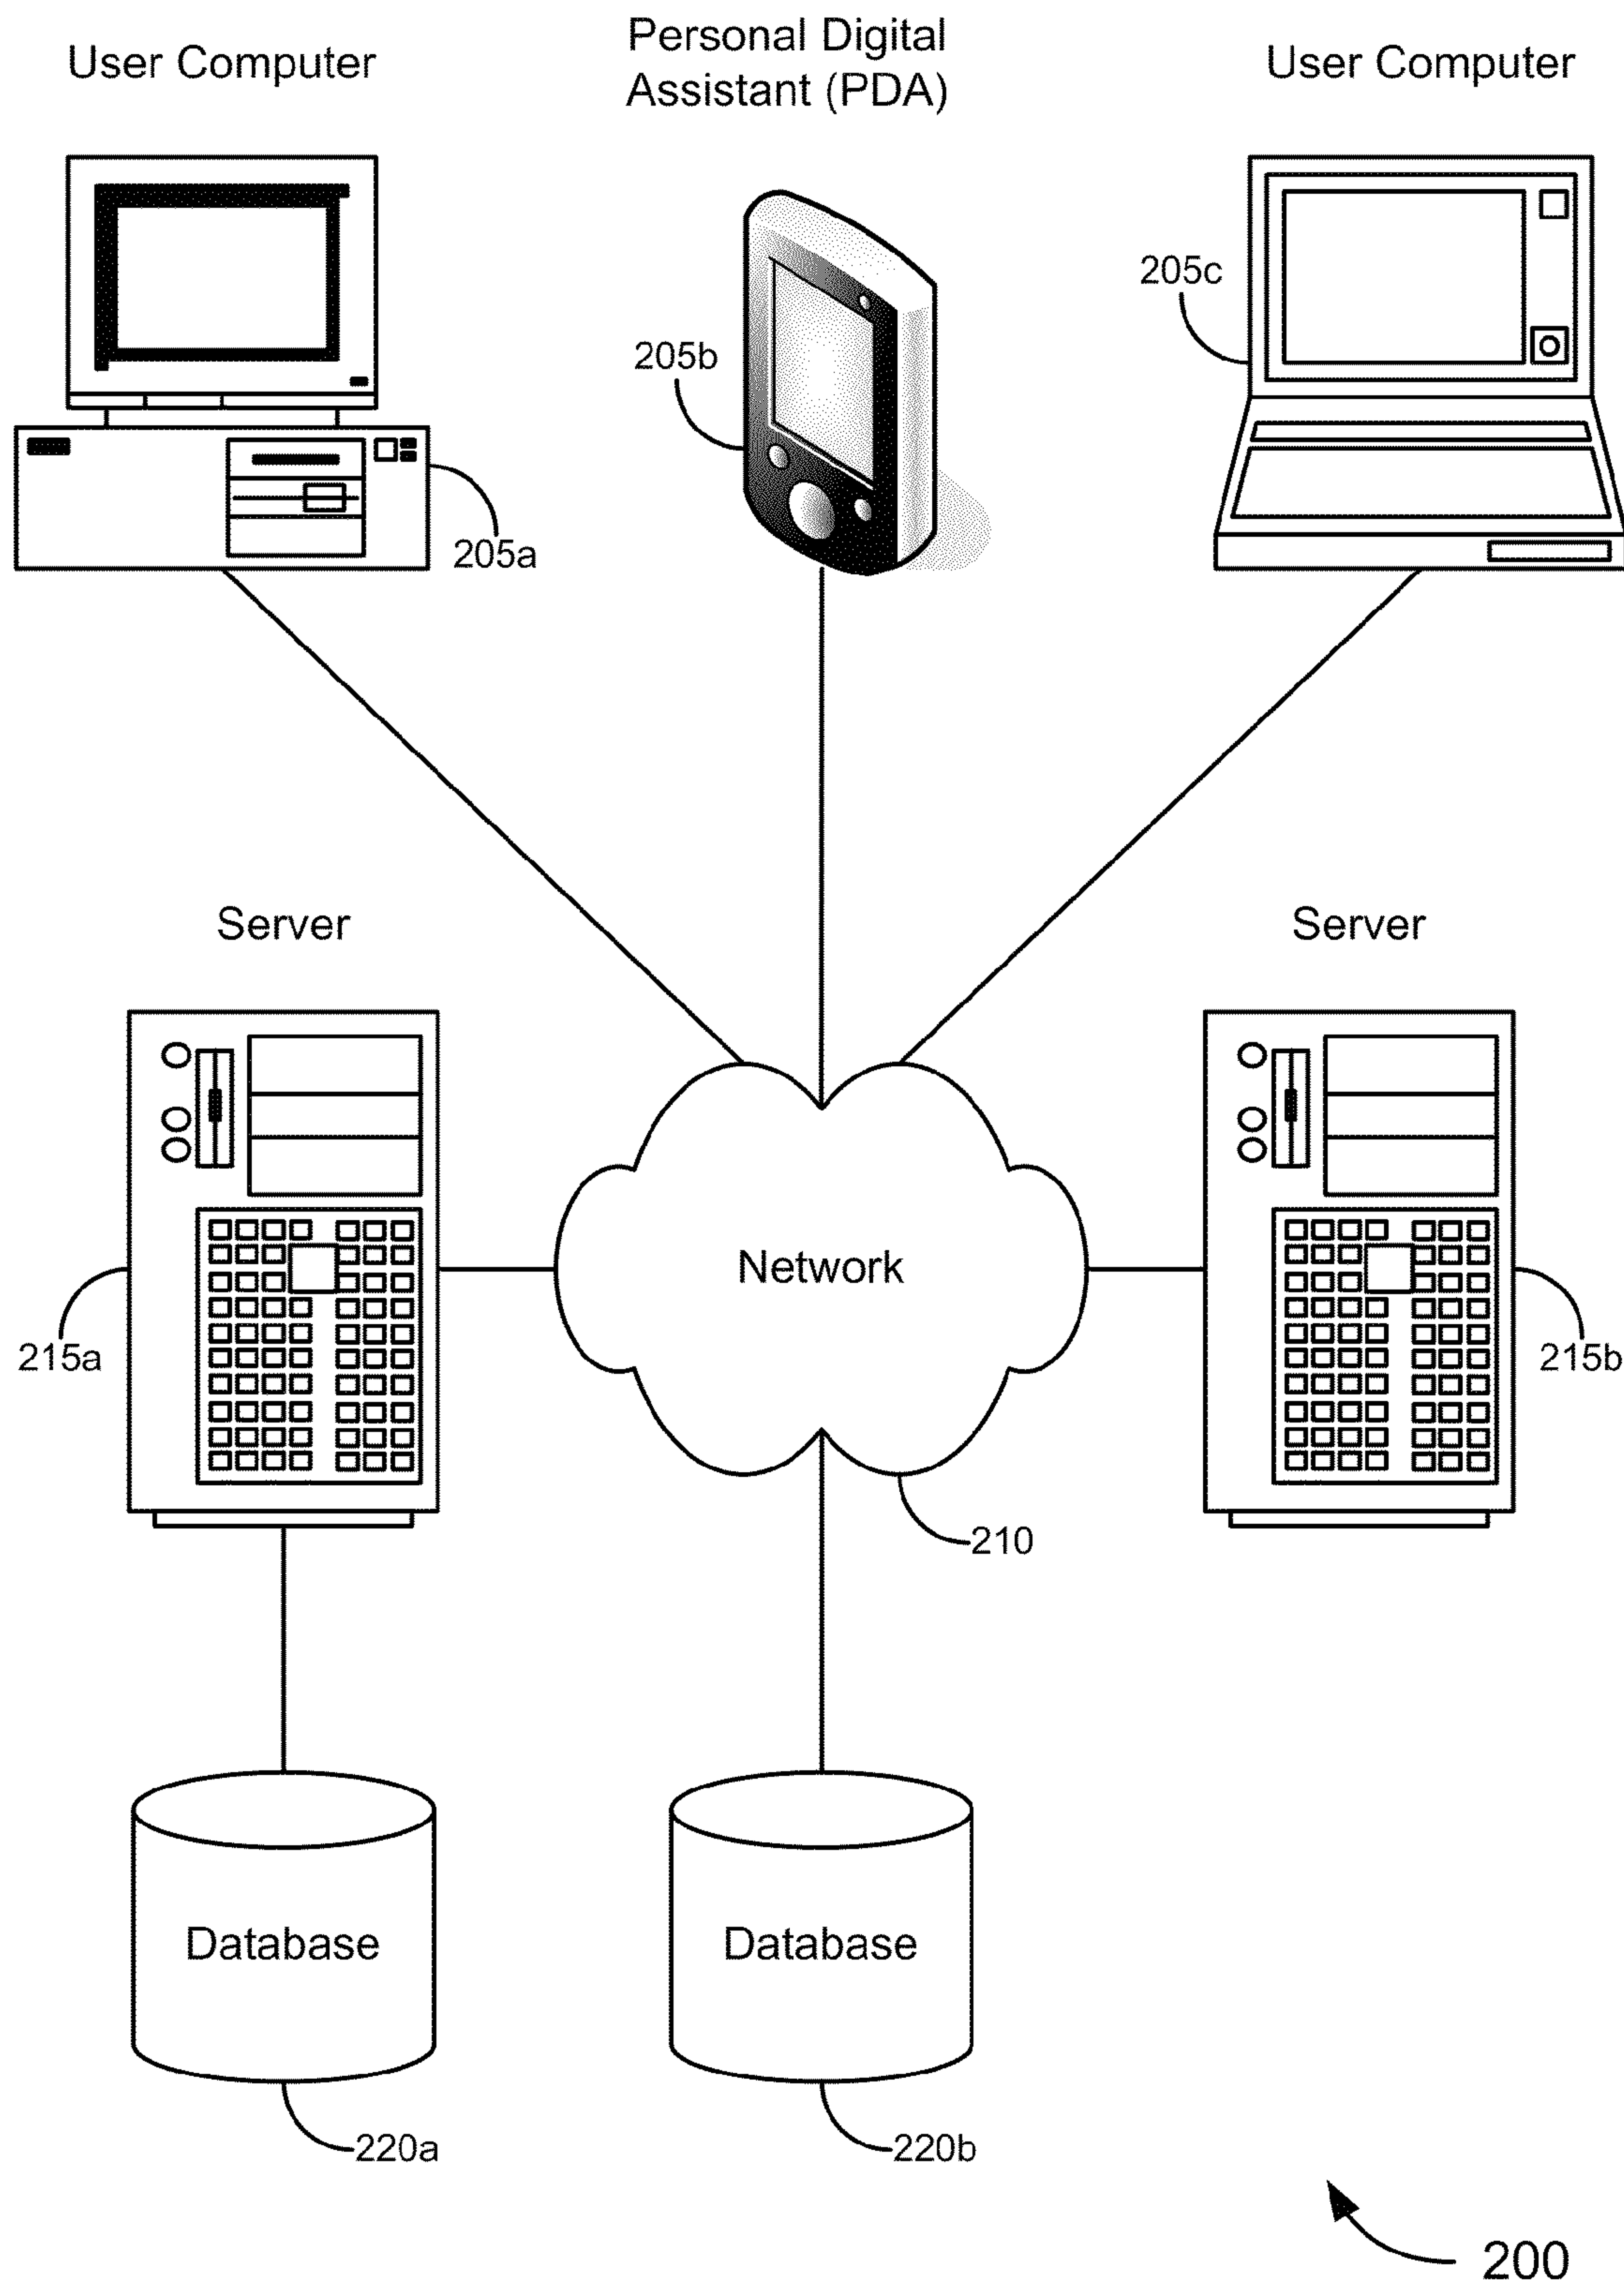 User Computer
Personal Digital
Assistant (PDA)
User Computer
205a
205b
205c
Server
Server
Network
215a
215b
210
Database
Database
220a
220b
200